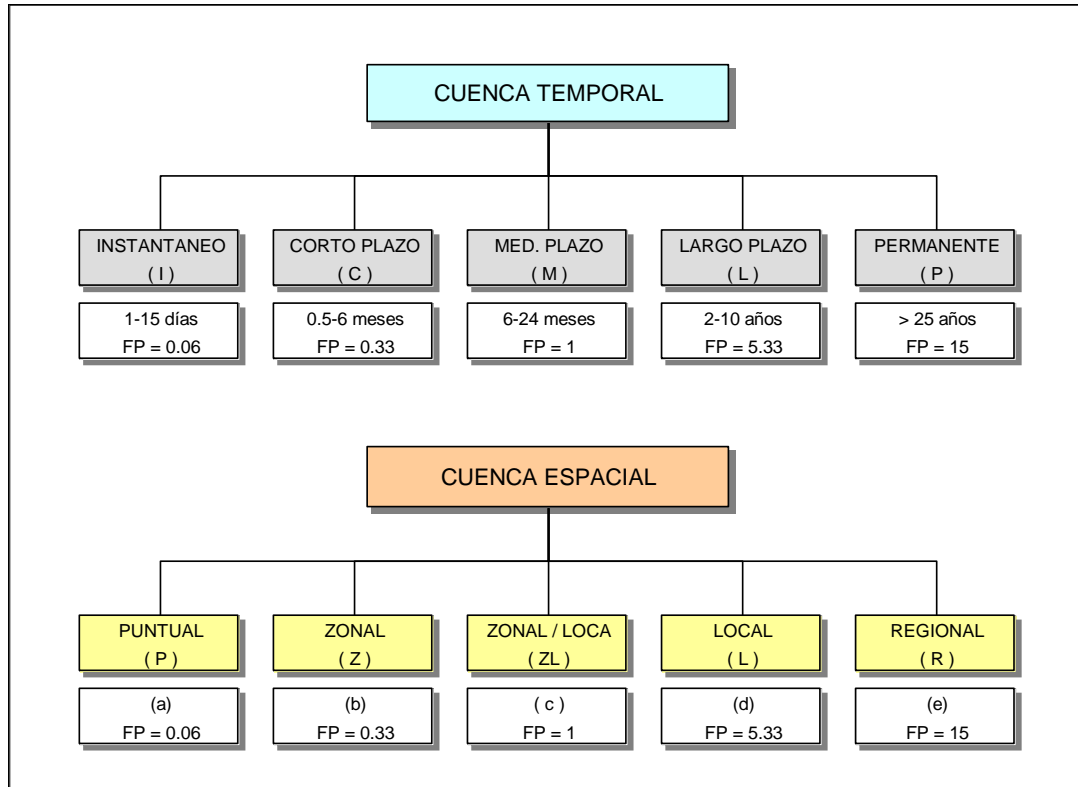 CUENCA TEMPORAL
INSTANTANEO
( I )
1-15 días
FP = 0.06
CORTO PLAZO
( C )
0.5-6 meses
FP = 0.33
MED. PLAZO
( M )
6-24 meses
FP = 1
LARGO PLAZO
( L )
2-10 años
FP = 5.33
PERMANENTE
( P )
> 25 años
FP = 15
CUENCA ESPACIAL
PUNTUAL
( P )
(a)
FP = 0.06
ZONAL
( Z )
(b)
FP = 0.33
ZONAL / LOCA
( ZL )
( c )
FP = 1
LOCAL
( L )
(d)
FP = 5.33
REGIONAL
( R )
(e)
FP = 15